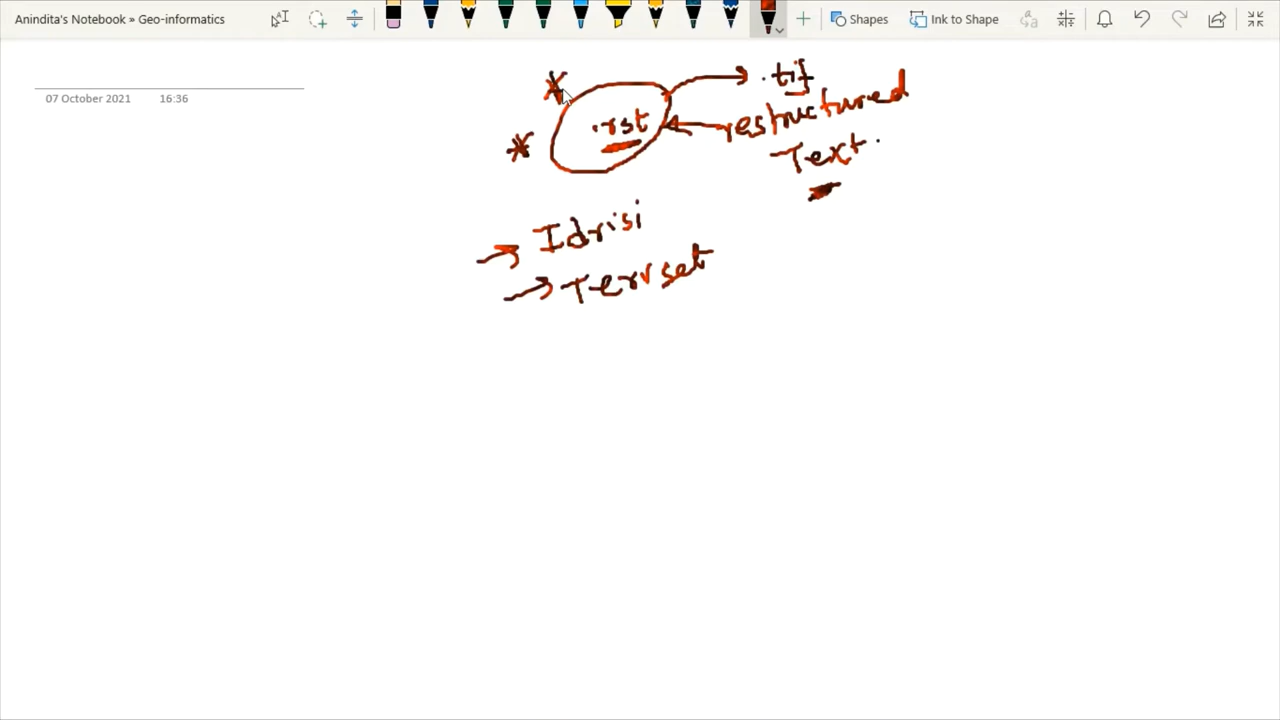 Anindita's Notebook » Geo-informatics
Shapes
Ink to Shape
07 October 2021 16:36
.tif
.rst
restructured
Text.
Idrisi
Terrset